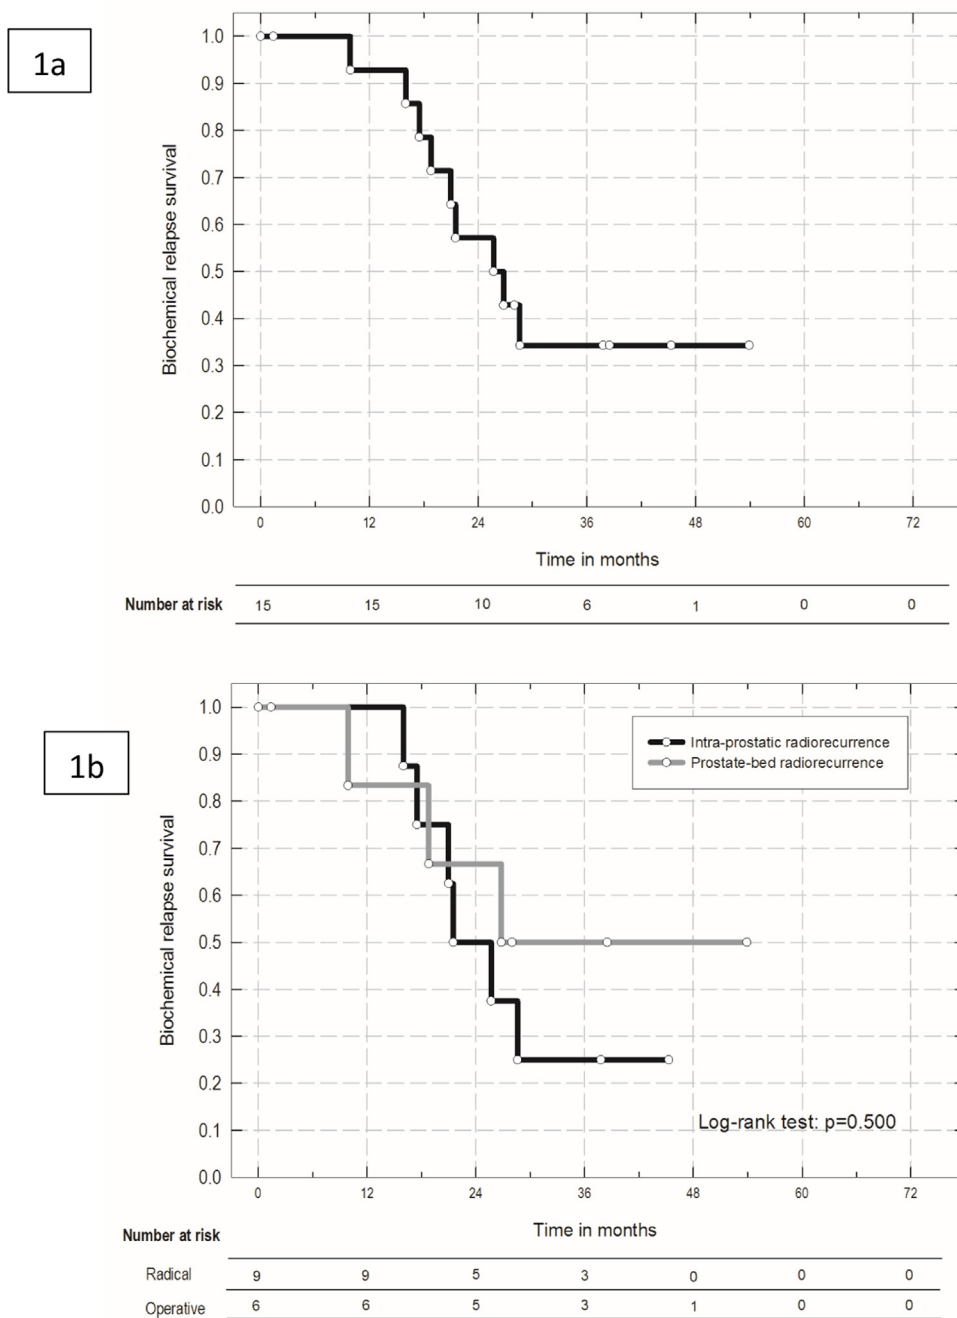 1a
Biochemical relapse survival
1.0
0.9
0.8
0.7
0.6
0.5
0.4
0.3
0.2
0.1
0.0
0 12 24 36 48 60 72
Time in months
Number at risk 15 15 10 6 1 0 0
1b
Biochemical relapse survival
1.0
0.9
0.8
0.7
0.6
0.5
0.4
0.3
0.2
0.1
0.0
Intra-prostatic radiorecurrence
Prostate-bed radiorecurrence
Log-rank test: p=0.500
0 12 24 36 48 60 72
Time in months
Number at risk
Radical 9 9 5 3 0 0 0
Operative 6 6 5 3 1 0 0